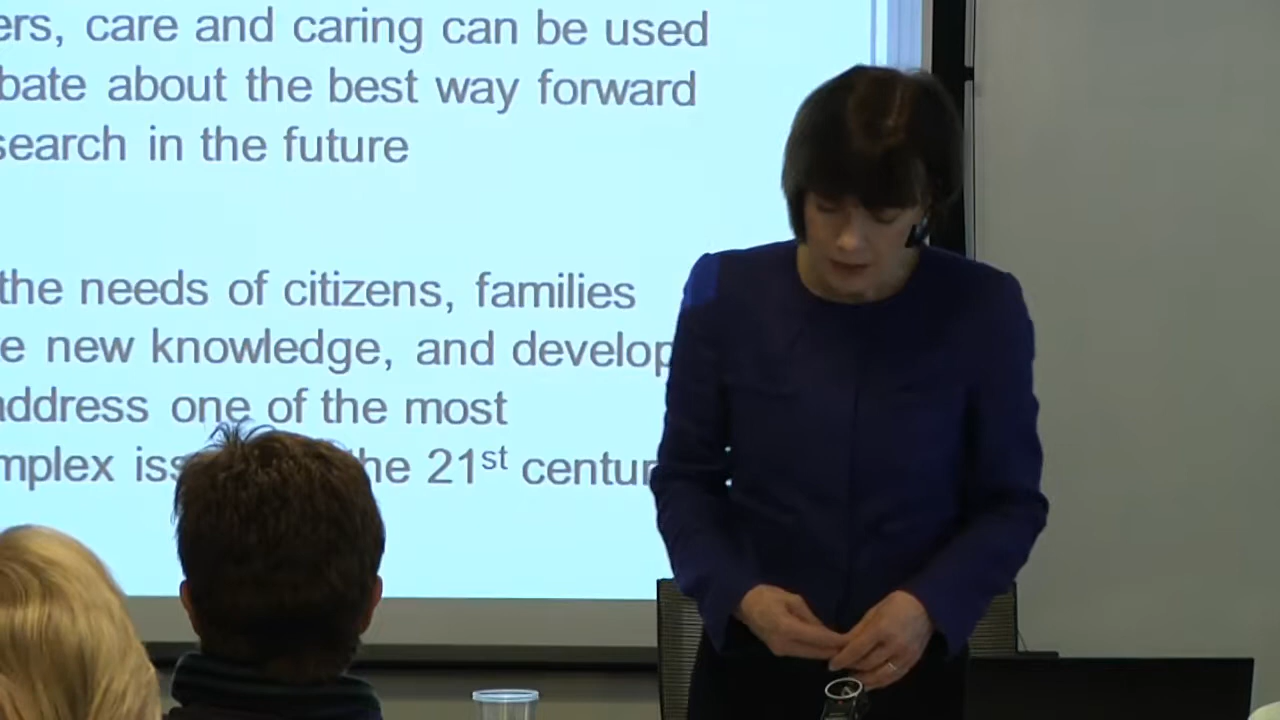 ers, care and caring can be used
bate about the best way forward
search in the future
the needs of citizens, families
e new knowledge, and develop
address one of the most
mplex iss he 21st centur